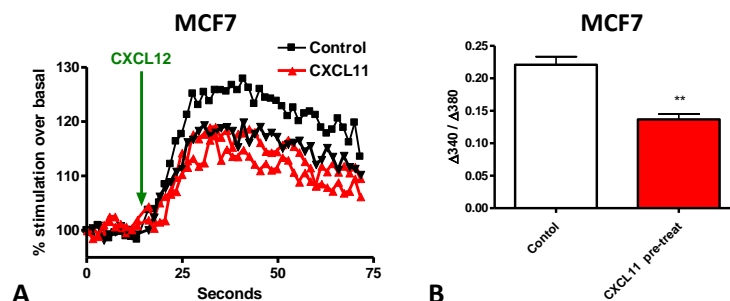 MCF7
CXCL12
Control
CXCL11
% stimulation over basal
130
120
110
100
0
25
50
75
Seconds
A
MCF7
Δ340 / Δ380
0.25
0.20
0.15
0.10
0.05
0.00
**
Contol
CXCL11 pre-treat
B